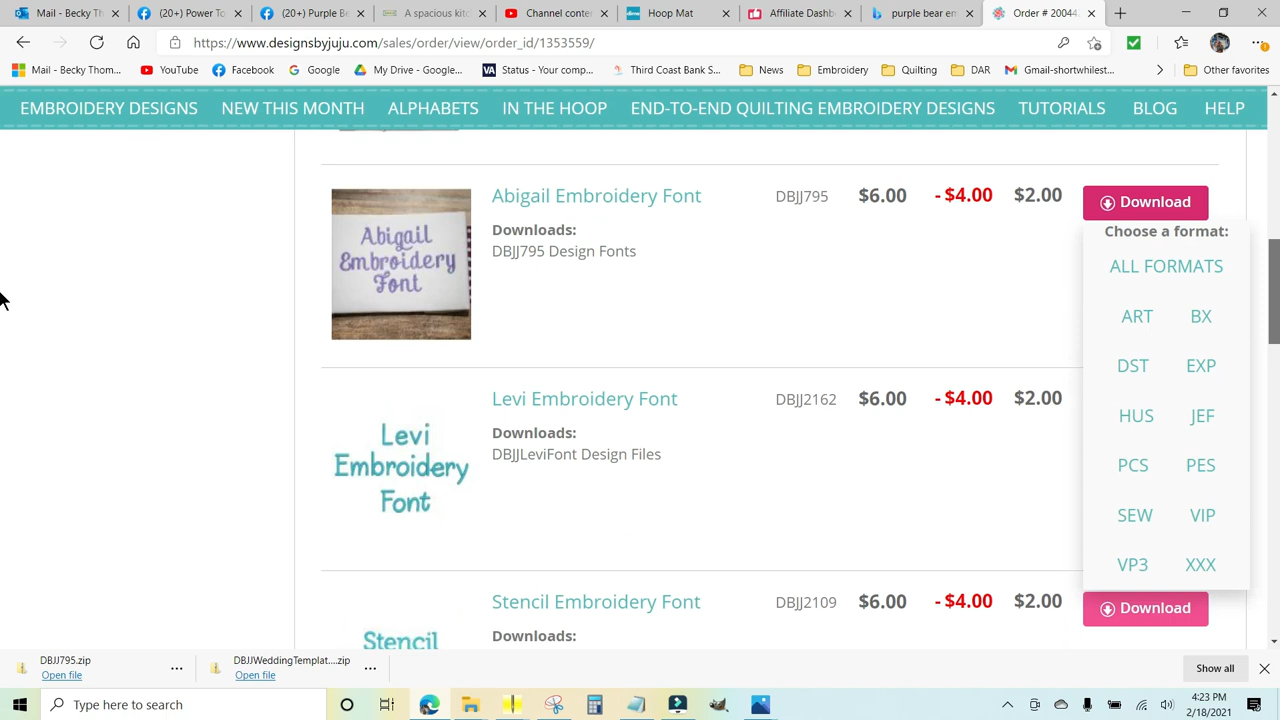 (20+) Power To
(20+) Purple Be
A spacious kitc
Channel conte
Hoop Mat
Affiliate Dashb
purple bear em
Order # 20044
https://www.designsbyjuju.com/sales/order/view/order_id/1353559/
Mail - Becky Thom...
YouTube
Facebook
Google
My Drive - Google...
VA
Status - Your comp...
Third Coast Bank S...
News
Embroidery
Quilting
DAR
Gmail-shortwhilest...
Other favorites
EMBROIDERY DESIGNS
NEW THIS MONTH
ALPHABETS
IN THE HOOP
END-TO-END QUILTING EMBROIDERY DESIGNS
TUTORIALS
BLOG
HELP
Abigail Embroidery Font
DBJJ795
$6.00
- $4.00
$2.00
Download
Downloads:
DBJJ795 Design Fonts
Abigail
Embroidery
Font
Choose a format:
ALL FORMATS
ART BX
DST EXP
HUS JEF
PCS PES
SEW VIP
VP3 XXX
Levi Embroidery Font
DBJJ2162
$6.00
- $4.00
$2.00
Downloads:
DBJJLeviFont Design Files
Levi
Embroidery
Font
Stencil Embroidery Font
DBJJ2109
$6.00
- $4.00
$2.00
Download
Downloads:
Stencil
DBJJ795.zip
Open file
DBJJWeddingTemplat....zip
Open file
Show all
Type here to search
4:23 PM
2/18/2021